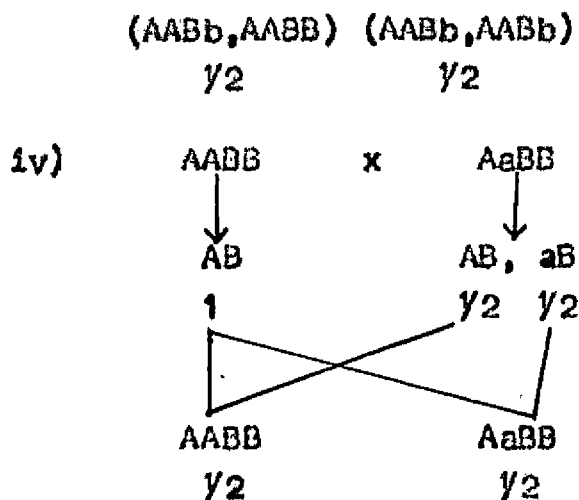 (AABb,AABB) (AABb,AABb)
1/2 1/2
iv) AABB x AaBB
AB AB, aB
1 1/2 1/2
AABB AaBB
1/2 1/2